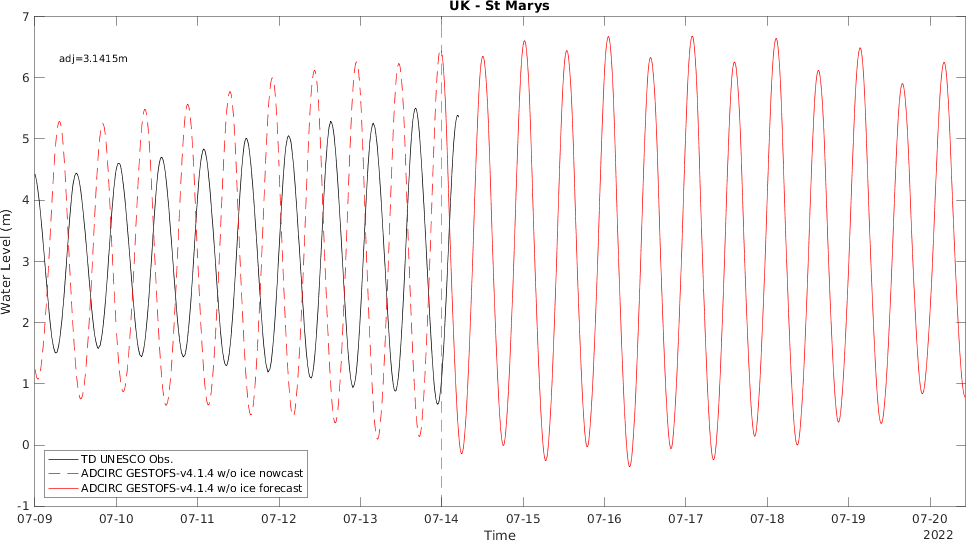 UK - St Marys
adj=3.1415m
Water Level (m)
7
6
5
4
3
2
1
0
-1
TD UNESCO Obs.
ADCIRC GESTOFS-v4.1.4 w/o ice nowcast
ADCIRC GESTOFS-v4.1.4 w/o ice forecast
07-09 07-10 07-11 07-12 07-13 07-14 07-15 07-16 07-17 07-18 07-19 07-20
Time
2022